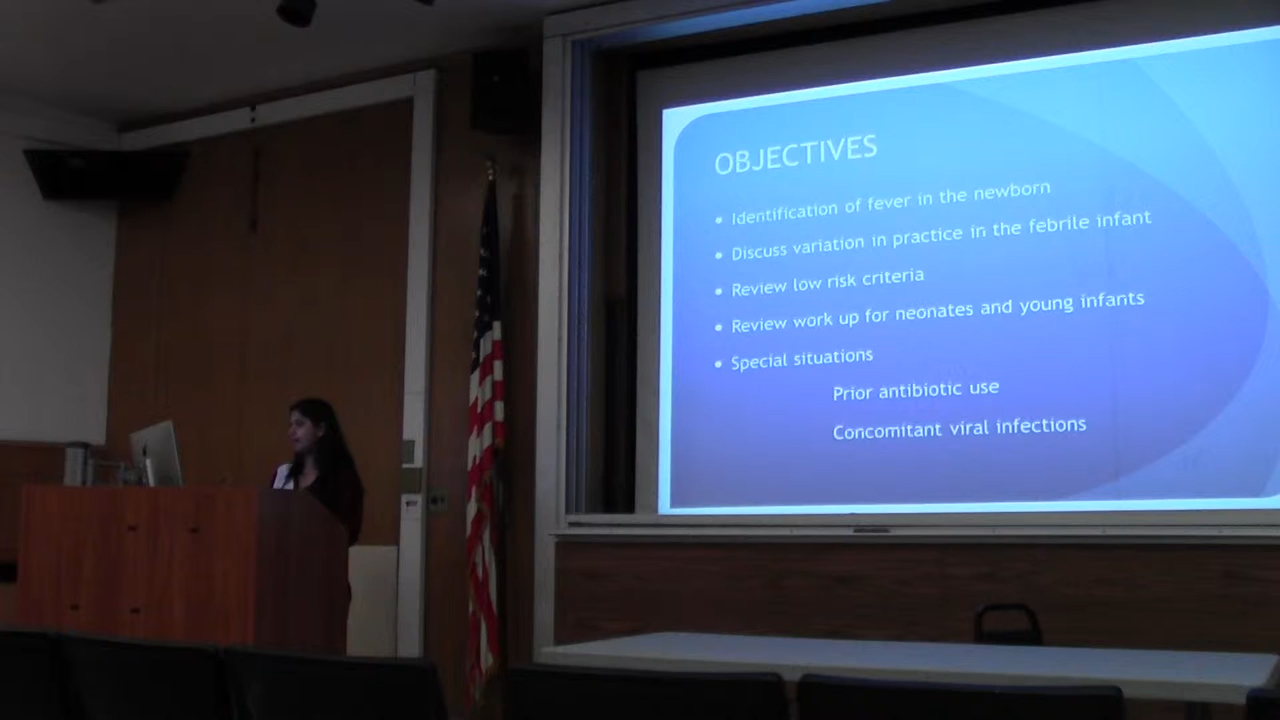 OBJECTIVES
• Identification of fever in the newborn
• Discuss variation in practice in the febrile infant
• Review low risk criteria
• Review work up for neonates and young infants
• Special situations
Prior antibiotic use
Concomitant viral infections